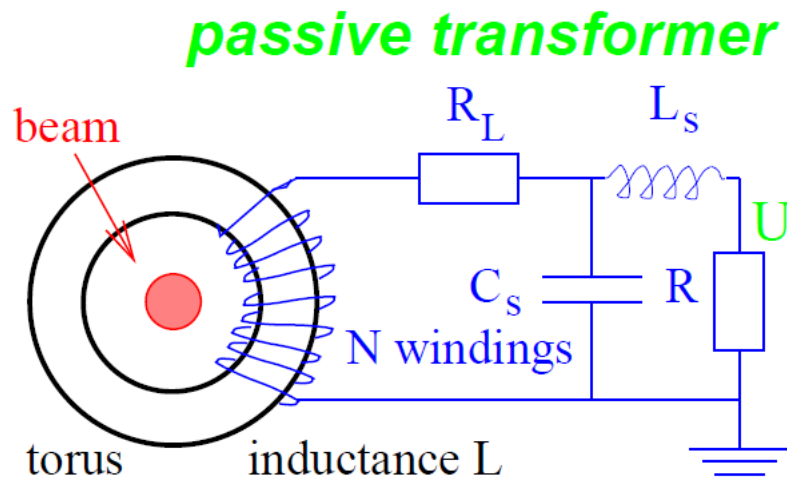 passive transformer
beam
R_L
L_s
U
C_s
R
N windings
torus
inductance L